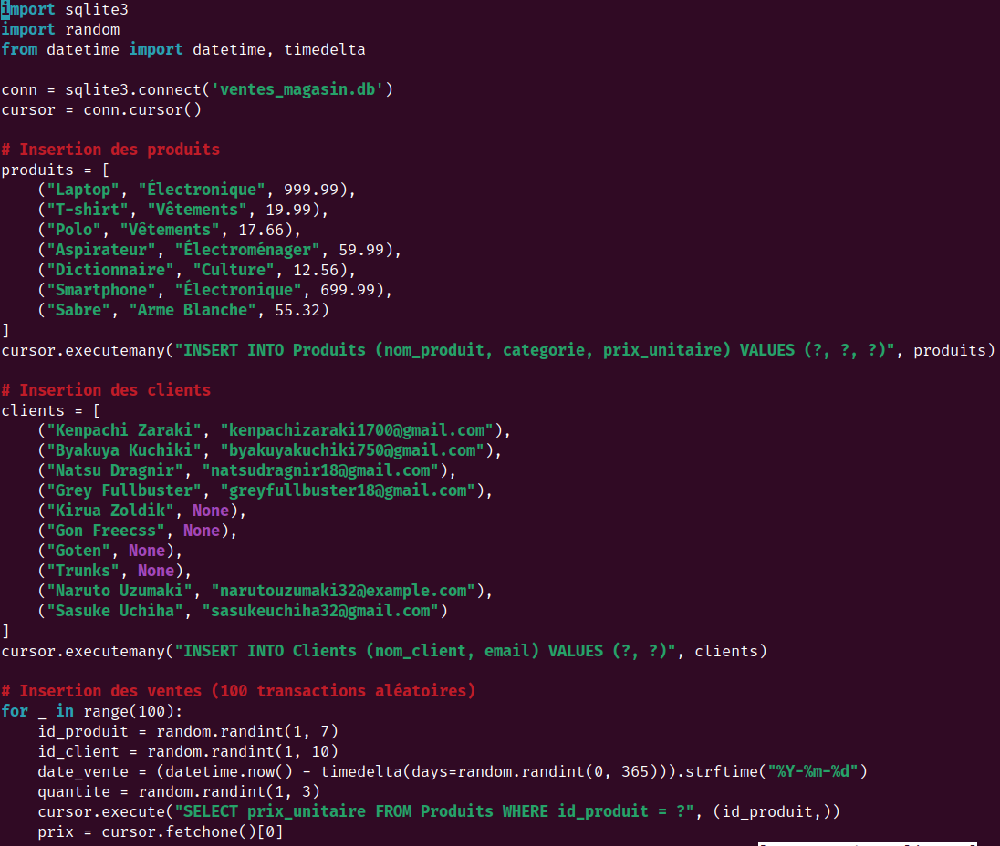 import sqlite3
import random
from datetime import datetime, timedelta

conn = sqlite3.connect('ventes_magasin.db')
cursor = conn.cursor()

# Insertion des produits
produits = [
    ("Laptop", "Électronique", 999.99),
    ("T-shirt", "Vêtements", 19.99),
    ("Polo", "Vêtements", 17.66),
    ("Aspirateur", "Électroménager", 59.99),
    ("Dictionnaire", "Culture", 12.56),
    ("Smartphone", "Électronique", 699.99),
    ("Sabre", "Arme Blanche", 55.32)
]
cursor.executemany("INSERT INTO Produits (nom_produit, categorie, prix_unitaire) VALUES (?, ?, ?)", produits)

# Insertion des clients
clients = [
    ("Kenpachi Zaraki", "kenpachizaraki1700@gmail.com"),
    ("Byakuya Kuchiki", "byakuyakuchiki750@gmail.com"),
    ("Natsu Dragnir", "natsudragnir18@gmail.com"),
    ("Grey Fullbuster", "greyfullbuster18@gmail.com"),
    ("Kirua Zoldik", None),
    ("Gon Freecss", None),
    ("Goten", None),
    ("Trunks", None),
    ("Naruto Uzumaki", "narutouzumaki32@example.com"),
    ("Sasuke Uchiha", "sasukeuchiha32@gmail.com")
]
cursor.executemany("INSERT INTO Clients (nom_client, email) VALUES (?, ?)", clients)

# Insertion des ventes (100 transactions aléatoires)
for _ in range(100):
    id_produit = random.randint(1, 7)
    id_client = random.randint(1, 10)
    date_vente = (datetime.now() - timedelta(days=random.randint(0, 365))).strftime("%Y-%m-%d")
    quantite = random.randint(1, 3)
    cursor.execute("SELECT prix_unitaire FROM Produits WHERE id_produit = ?", (id_produit,))
    prix = cursor.fetchone()[0]